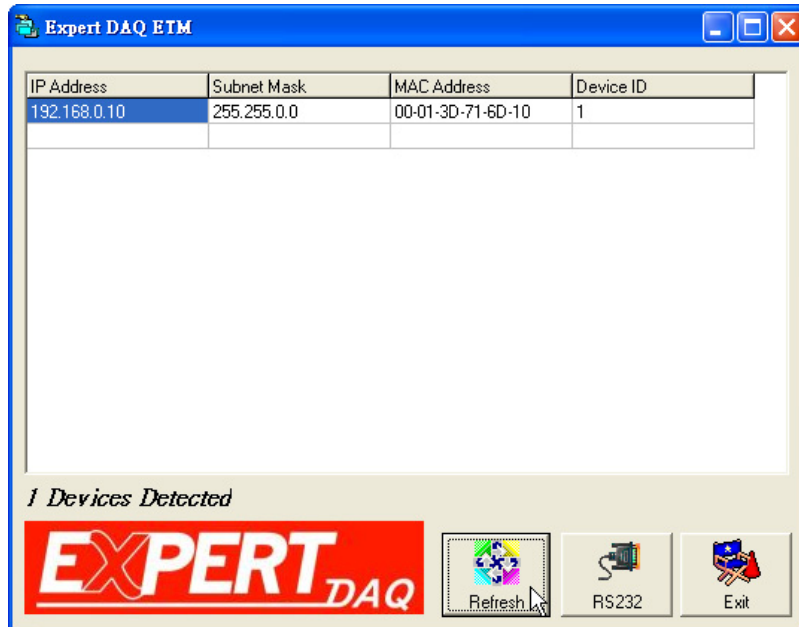 Expert DAQ ETM
IP Address Subnet Mask MAC Address Device ID
192.168.0.10 255.255.0.0 00-01-3D-71-6D-10 1
1 Devices Detected
EXPERT DAQ
Refresh RS232 Exit